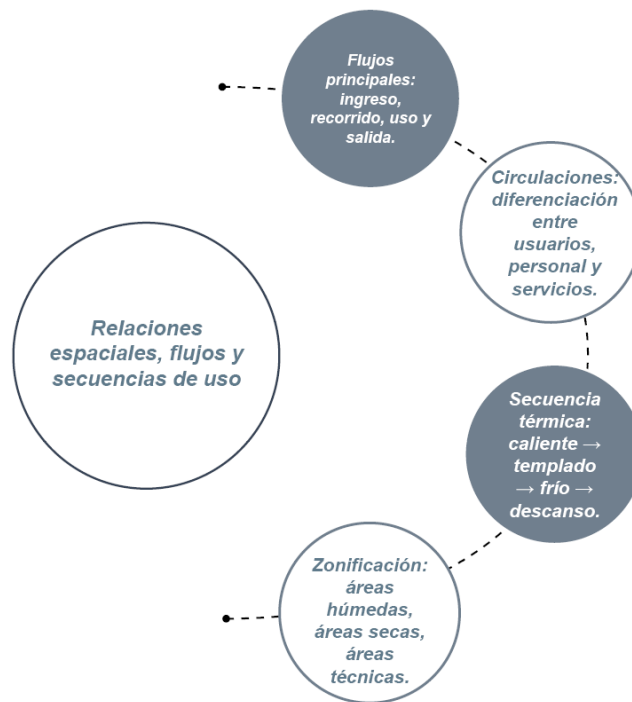 Flujos
principales:
ingreso,
recorrido, uso y
salida.
Circulaciones:
diferenciación
entre
usuarios,
personal y
servicios.
Relaciones
espaciales, flujos y
secuencias de uso
Secuencia
térmica:
caliente →
templado
→ frío →
descanso.
Zonificación:
áreas
húmedas,
áreas secas,
áreas
técnicas.